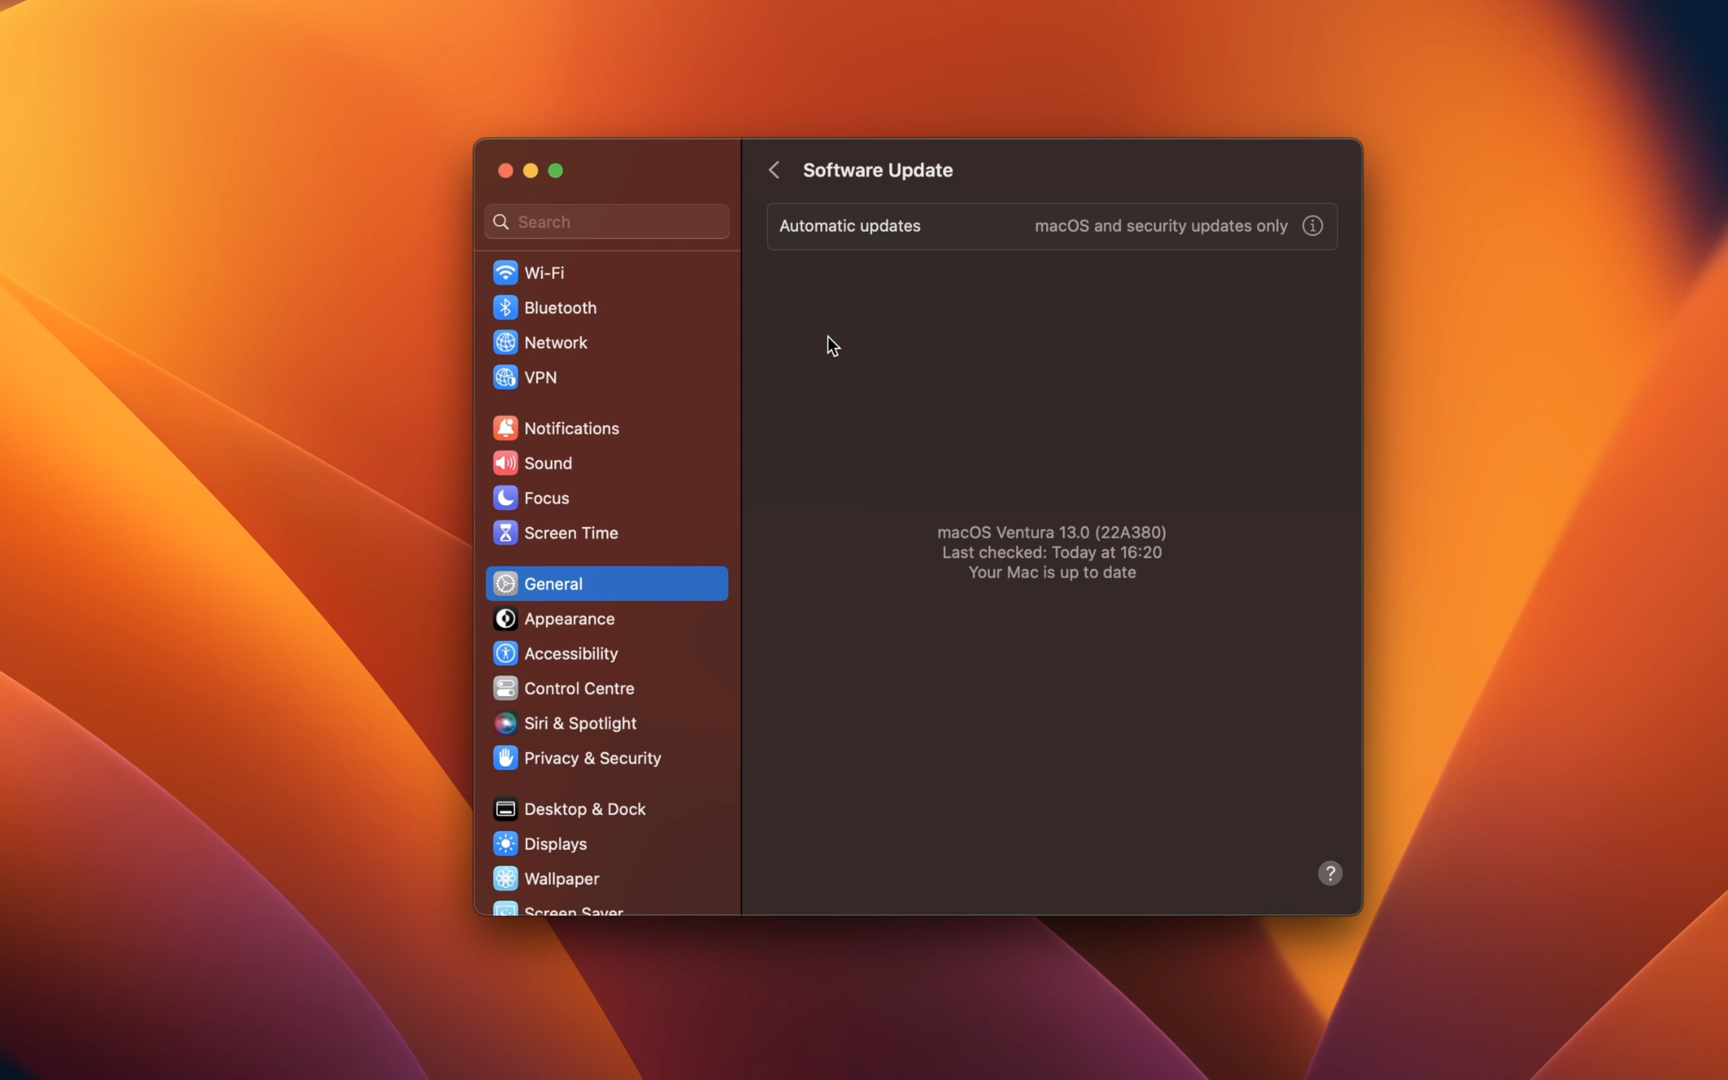 Software Update
Search
Automatic updates
macOS and security updates only
Wi-Fi
Bluetooth
Network
VPN
Notifications
Sound
Focus
Screen Time
General
Appearance
Accessibility
Control Centre
Siri & Spotlight
Privacy & Security
Desktop & Dock
Displays
Wallpaper
Screen Saver
macOS Ventura 13.0 (22A380)
Last checked: Today at 16:20
Your Mac is up to date
?